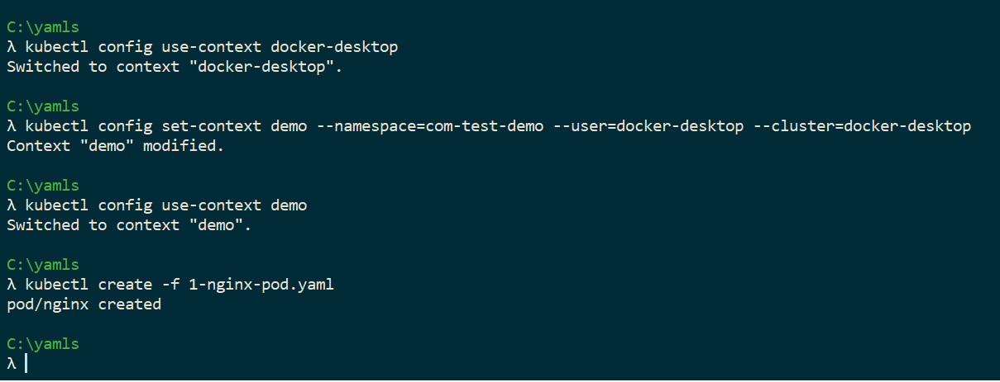 C:\yamls
λ kubectl config use-context docker-desktop
Switched to context "docker-desktop".
C:\yamls
λ kubectl config set-context demo --namespace=com-test-demo --user=docker-desktop --cluster=docker-desktop
Context "demo" modified.
C:\yamls
λ kubectl config use-context demo
Switched to context "demo".
C:\yamls
λ kubectl create -f 1-nginx-pod.yaml
pod/nginx created
C:\yamls
λ